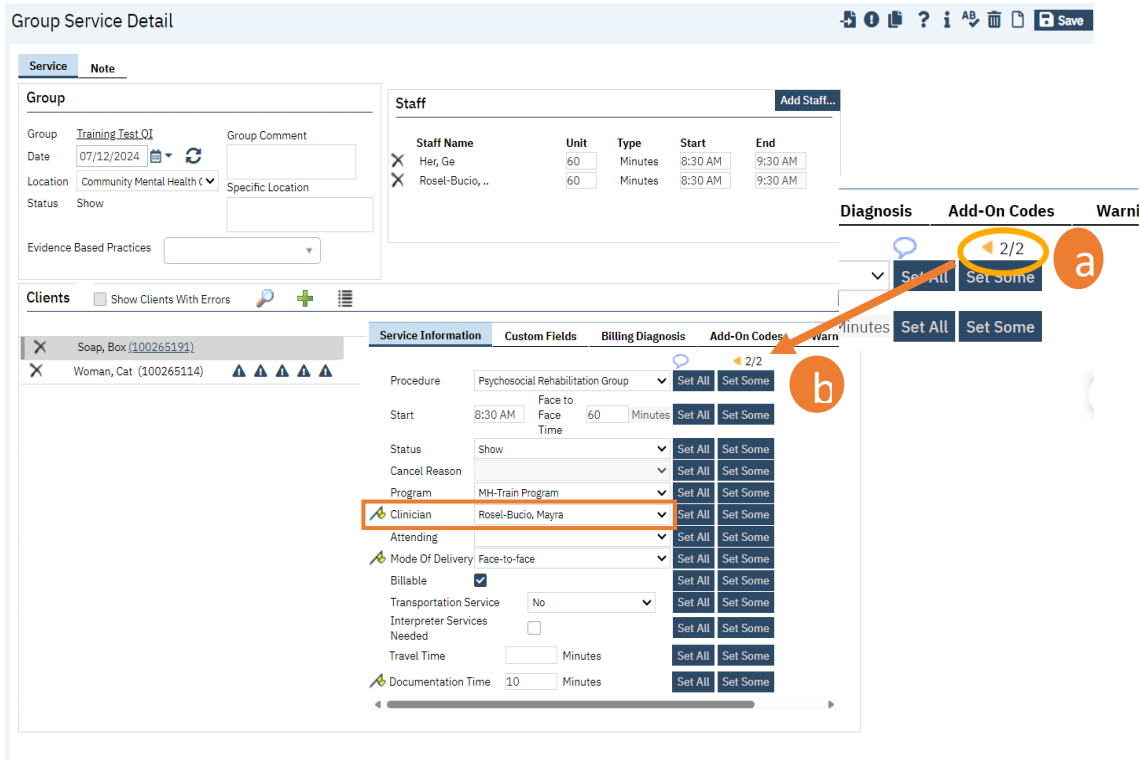 Group Service Detail
Save
Service Note
Group
Group Training Test QI Group Comment
Date 07/12/2024
Location Community Mental Health C Specific Location
Status Show
Evidence Based Practices
Staff Add Staff...
Staff Name Unit Type Start End
Her, Ge 60 Minutes 8:30 AM 9:30 AM
Rosel-Bucio, .. 60 Minutes 8:30 AM 9:30 AM
Diagnosis Add-On Codes Warni
2/2 a
Set All Set Some
Minutes Set All Set Some
Clients Show Clients With Errors
Soap, Box (100265191)
Woman, Cat (100265114)
Service Information Custom Fields Billing Diagnosis Add-On Codes Warn
2/2
b
Procedure Psychosocial Rehabilitation Group Set All Set Some
Start 8:30 AM Face to Face Time 60 Minutes Set All Set Some
Status Show Set All Set Some
Cancel Reason Set All Set Some
Program MH-Train Program Set All Set Some
Clinician Rosel-Bucio, Mayra Set All Set Some
Attending Set All Set Some
Mode Of Delivery Face-to-face Set All Set Some
Billable Set All Set Some
Transportation Service No Set All Set Some
Interpreter Services Needed Set All Set Some
Travel Time Minutes Set All Set Some
Documentation Time 10 Minutes Set All Set Some